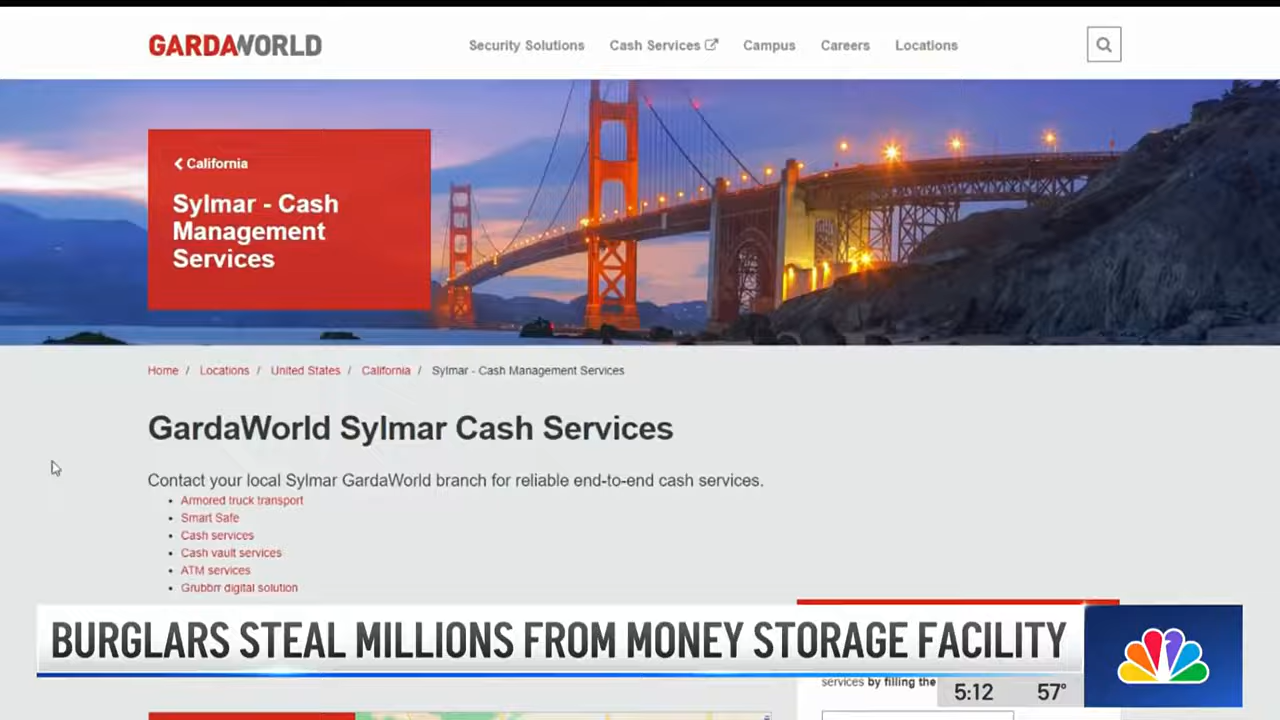 GARDAWORLD
Security Solutions Cash Services Campus Careers Locations
< California
Sylmar - Cash
Management
Services
Home / Locations / United States / California / Sylmar - Cash Management Services
GardaWorld Sylmar Cash Services
Contact your local Sylmar GardaWorld branch for reliable end-to-end cash services.
• Armored truck transport
• Smart Safe
• Cash services
• Cash vault services
• ATM services
• Grubbrr digital solution
BURGLARS STEAL MILLIONS FROM MONEY STORAGE FACILITY
services by filling the
5:12 57°